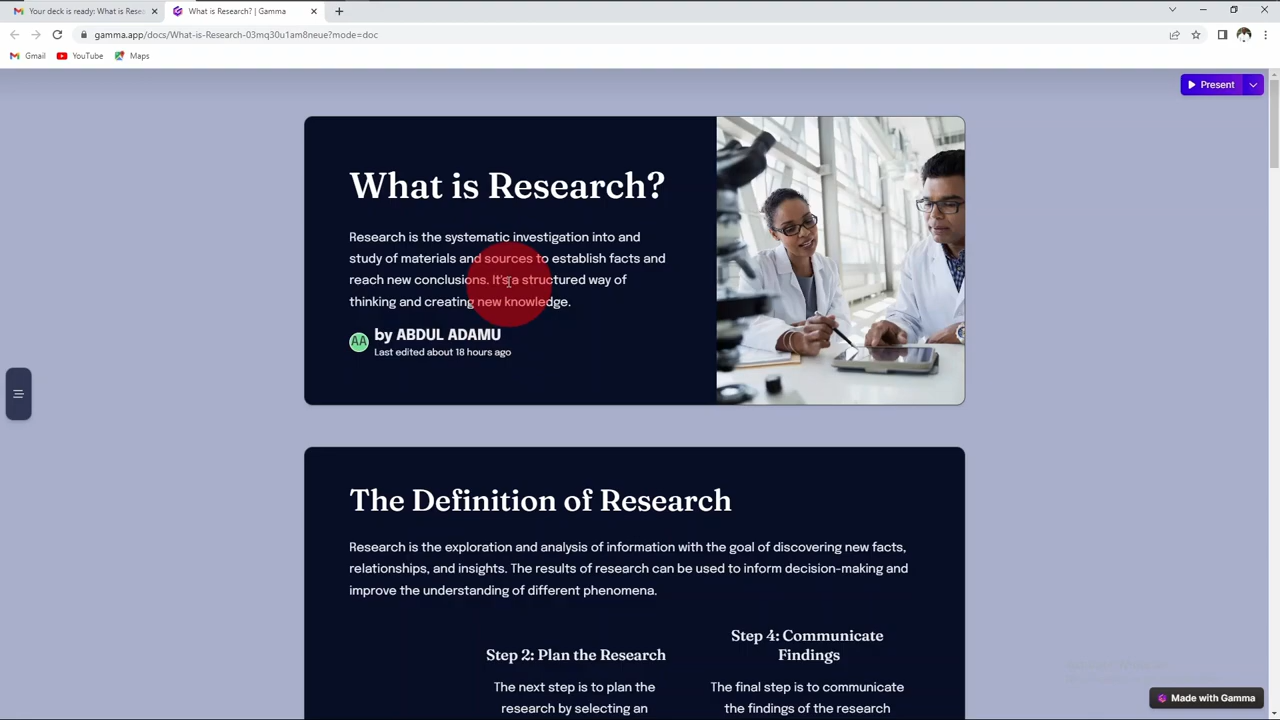 Your deck is ready: What is Rese
What is Research? | Gamma
gamma.app/docs/What-is-Research-03mq30u1am8neue?mode=doc
Gmail
YouTube
Maps
Present
What is Research?
Research is the systematic investigation into and
study of materials and sources to establish facts and
reach new conclusions. It's a structured way of
thinking and creating new knowledge.
AA
by ABDUL ADAMU
Last edited about 18 hours ago
The Definition of Research
Research is the exploration and analysis of information with the goal of discovering new facts,
relationships, and insights. The results of research can be used to inform decision-making and
improve the understanding of different phenomena.
Step 2: Plan the Research
The next step is to plan the
research by selecting an
Step 4: Communicate
Findings
The final step is to communicate
the findings of the research
Made with Gamma